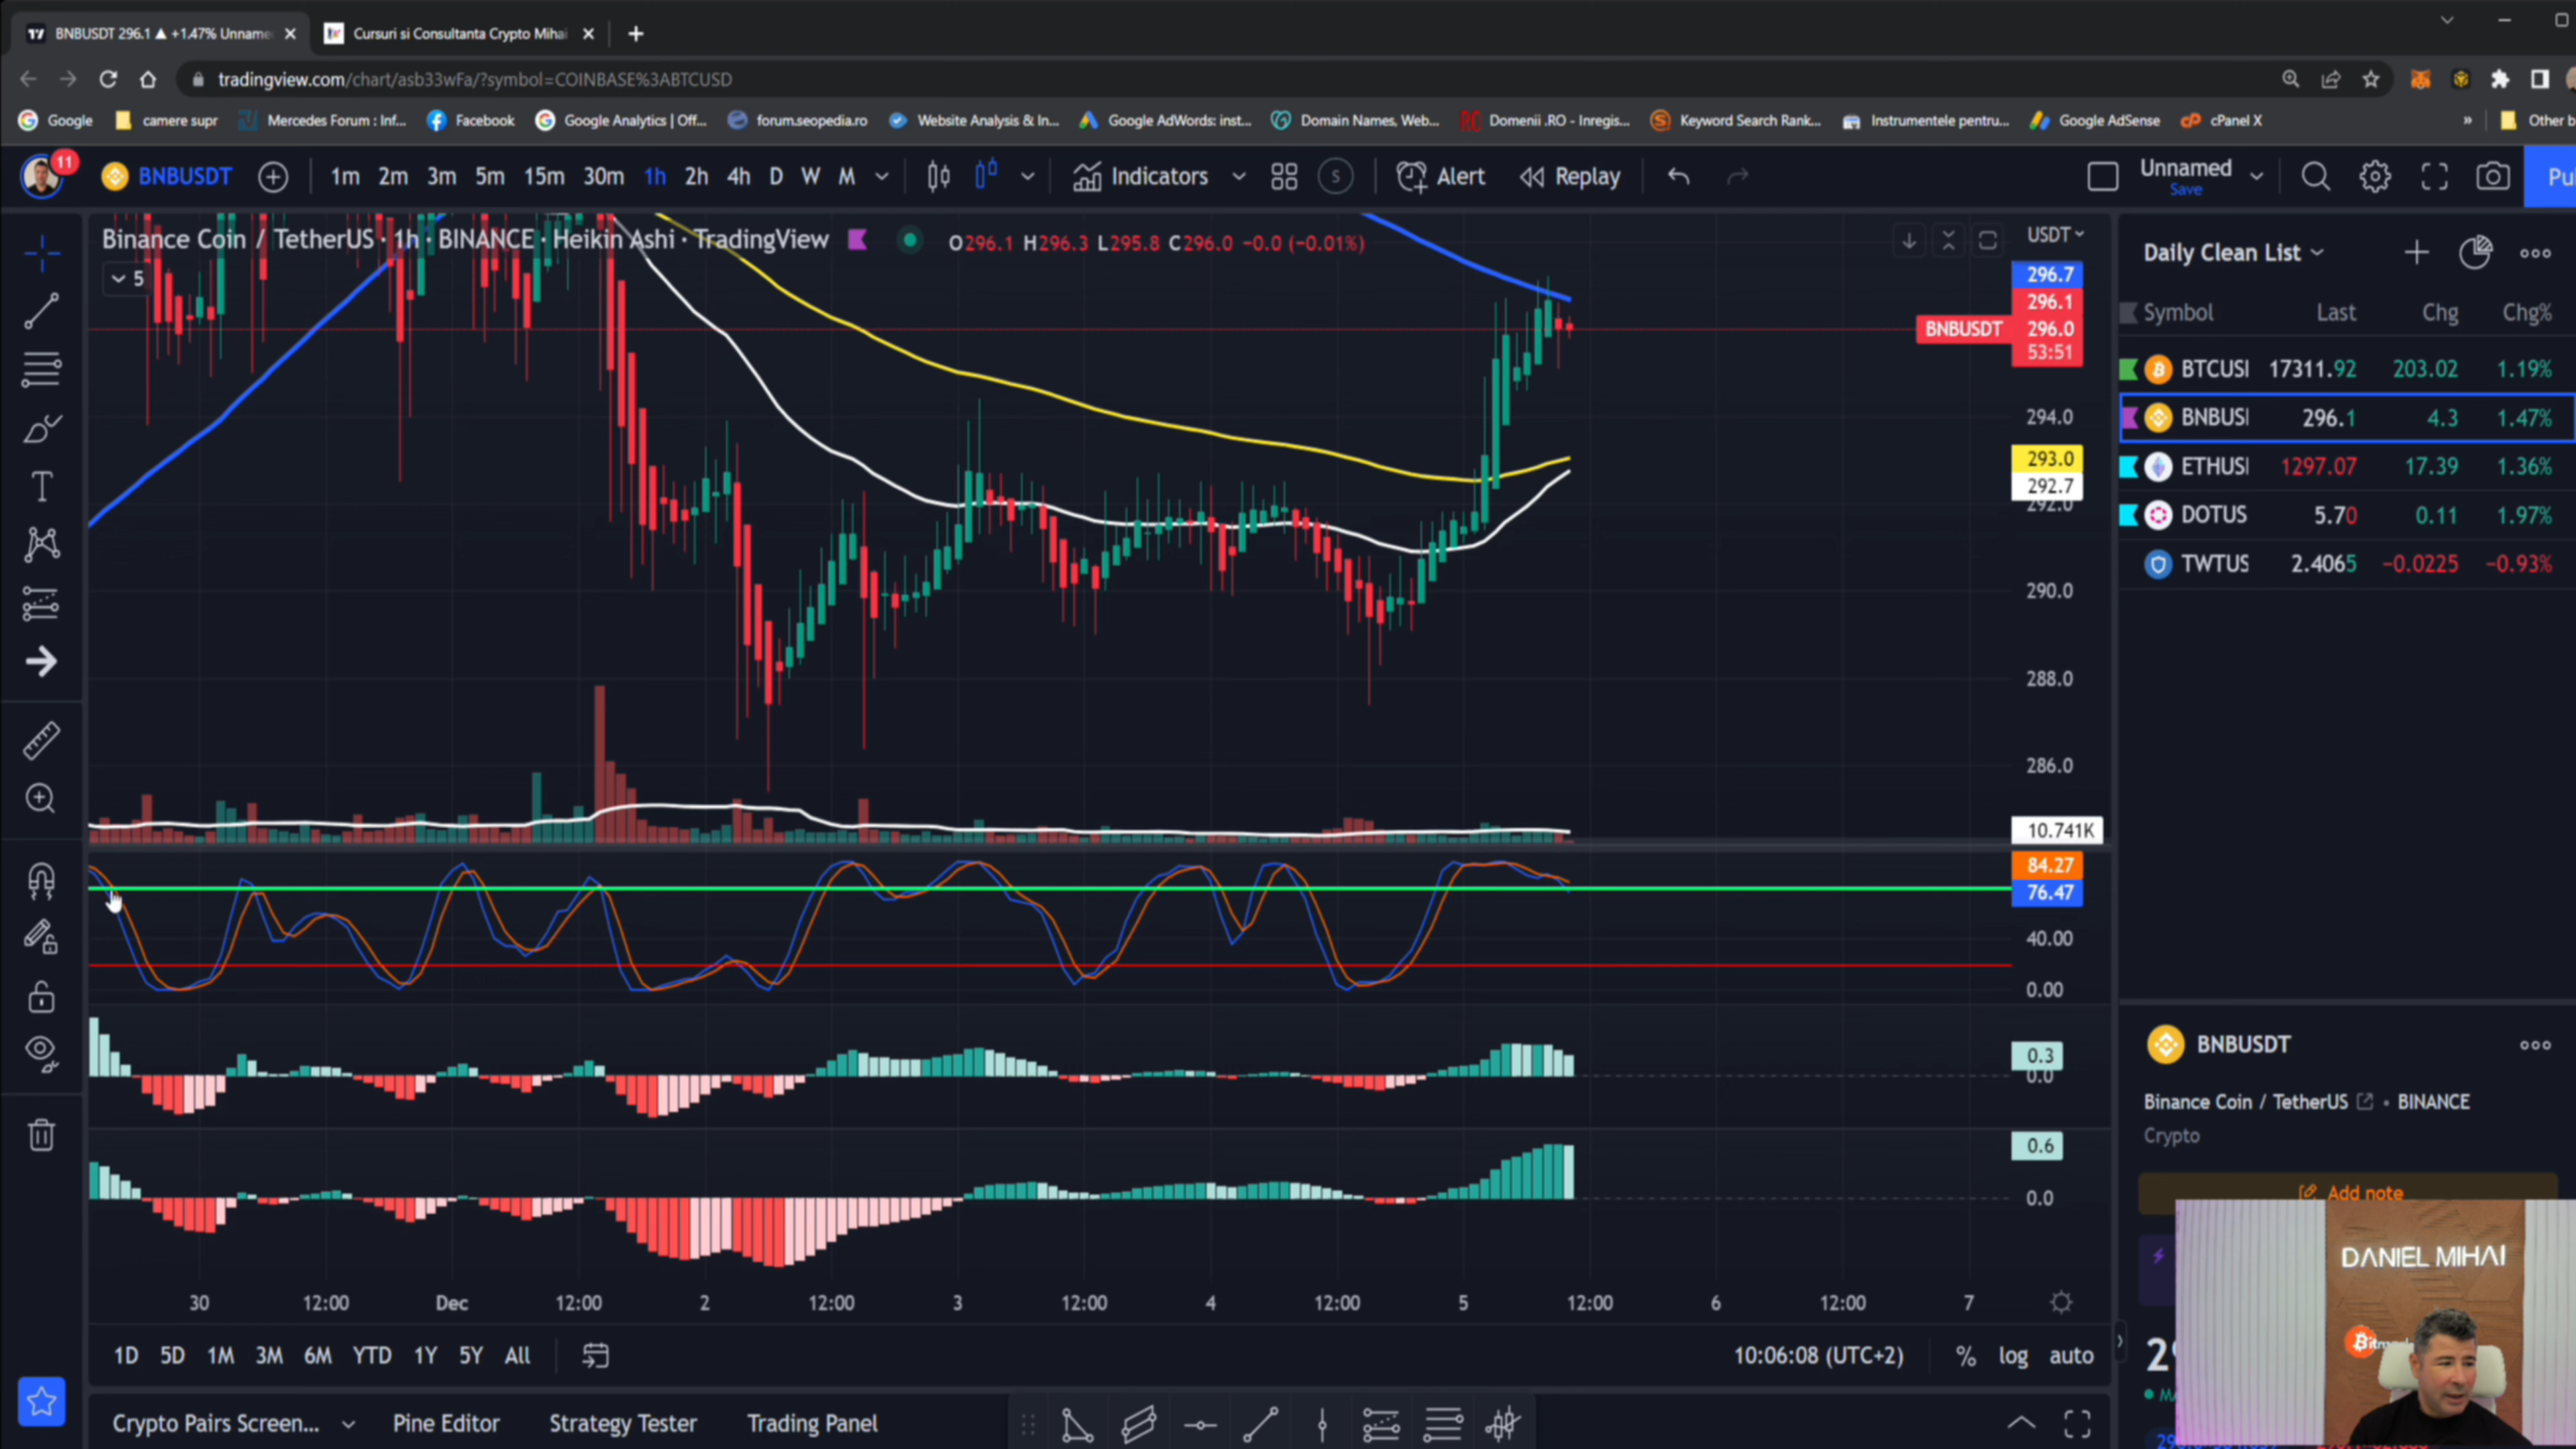 BNBUSDT 296.1 ▲ +1.47% Unname
Cursuri si Consultanta Crypto Mihai
tradingview.com/chart/asb33wFa/?symbol=COINBASE%3ABTCUSD
Google camere supr Mercedes Forum : Inf... Facebook Google Analytics | Off... forum.seopedia.ro Website Analysis & In... Google AdWords: inst... Domain Names, Web... Domenii .RO - Inregis... Keyword Search Rank... Instrumentele pentru... Google AdSense cPanel X » Other b
11 BNBUSDT 1m 2m 3m 5m 15m 30m 1h 2h 4h D W M Indicators S Alert Replay Unnamed Pu
Save
Binance Coin / TetherUS · 1h · BINANCE · Heikin Ashi · TradingView O296.1 H296.3 L295.8 C296.0 −0.0 (−0.01%)
5
USDT
296.7
296.1
BNBUSDT 296.0
53:51
294.0
293.0
292.7
292.0
290.0
288.0
286.0
10.741K
84.27
76.47
40.00
0.00
0.3
0.0
0.6
0.0
30 12:00 Dec 12:00 2 12:00 3 12:00 4 12:00 5 12:00 6 12:00 7
1D 5D 1M 3M 6M YTD 1Y 5Y All 10:06:08 (UTC+2) % log auto
Crypto Pairs Screen... Pine Editor Strategy Tester Trading Panel
Daily Clean List
Symbol Last Chg Chg%
BTCUS 17311.92 203.02 1.19%
BNBUS 296.1 4.3 1.47%
ETHUS 1297.07 17.39 1.36%
DOTUS 5.70 0.11 1.97%
TWTUS 2.4065 −0.0225 −0.93%
BNBUSDT
Binance Coin / TetherUS • BINANCE
Crypto
Add note
DANIEL MIHAI